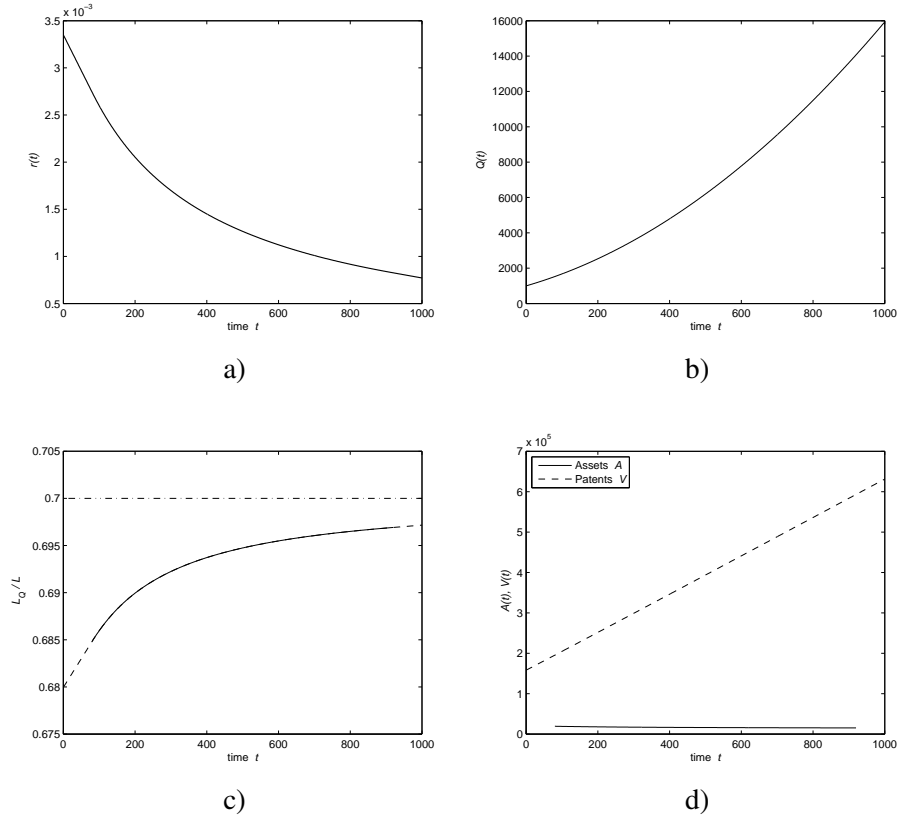 x 10⁻³
3.5
3
2.5
2
1.5
1
0.5
0 200 400 600 800 1000
r(t)
time t
a)
16000
14000
12000
10000
8000
6000
4000
2000
0
0 200 400 600 800 1000
Q(t)
time t
b)
0.705
0.7
0.695
0.69
0.685
0.68
0.675
0 200 400 600 800 1000
L_Q / L
time t
c)
x 10⁵
7
6
5
4
3
2
1
0
0 200 400 600 800 1000
A(t), V(t)
Assets A
Patents V
time t
d)